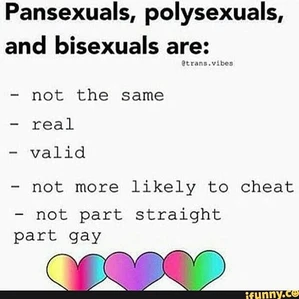 Pansexuals, polysexuals,
and bisexuals are:
@trans.vibes
- not the same
- real
- valid
- not more likely to cheat
- not part straight
part gay
ifunny.co